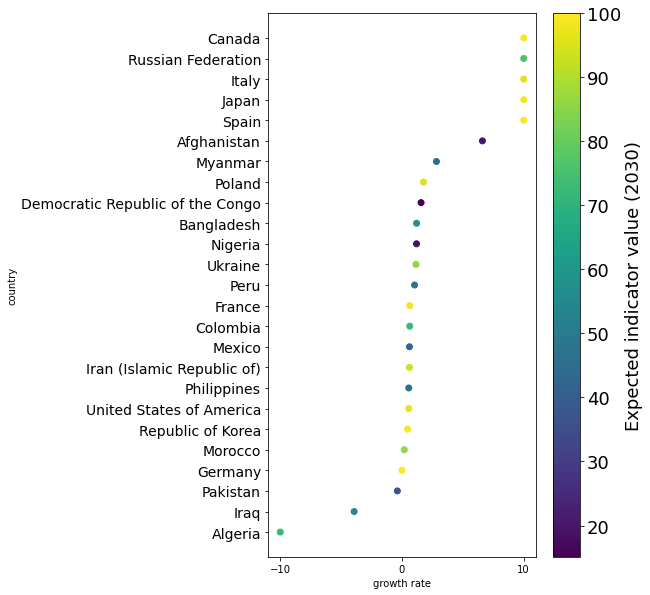 Canada
Russian Federation
Italy
Japan
Spain
Afghanistan
Myanmar
Poland
Democratic Republic of the Congo
Bangladesh
Nigeria
Ukraine
Peru
France
Colombia
Mexico
Iran (Islamic Republic of)
Philippines
United States of America
Republic of Korea
Morocco
Germany
Pakistan
Iraq
Algeria
country
−10 0 10
growth rate
100
90
80
70
60
50
40
30
20
Expected indicator value (2030)